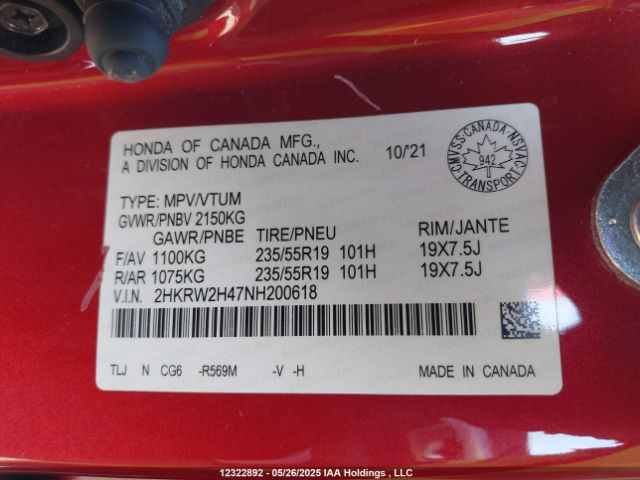 HONDA OF CANADA MFG.,
A DIVISION OF HONDA CANADA INC. 10/21
CMVSS-CANADA-NSVAC
942
TRANSPORT
TYPE: MPV/VTUM
GVWR/PNBV 2150KG
GAWR/PNBE TIRE/PNEU RIM/JANTE
F/AV 1100KG 235/55R19 101H 19X7.5J
R/AR 1075KG 235/55R19 101H 19X7.5J
V.I.N. 2HKRW2H47NH200618
TLJ N CG6 -R569M -V -H MADE IN CANADA
12322892 - 05/26/2025 IAA Holdings , LLC